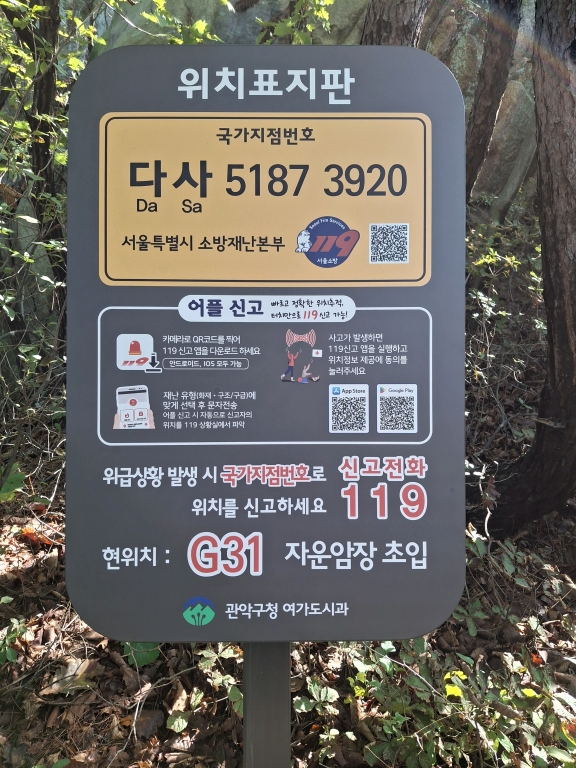 위치표지판
국가지점번호
다사 5187 3920
Da Sa
서울특별시 소방재난본부
Seoul Fire Services
119
서울소방
어플 신고
빠르고 정확한 위치추적,
터치만으로 119신고 가능!
카메라로 QR코드를 찍어
119 신고 앱을 다운로드 하세요
안드로이드, IOS 모두 가능
119
사고가 발생하면
119신고 앱을 실행하고
위치정보 제공에 동의를
눌러주세요
재난 유형(화재·구조/구급)에
맞게 선택 후 문자전송
어플 신고 시 자동으로 신고자의
위치를 119 상황실에서 파악
App Store
Google Play
위급상황 발생 시 국가지점번호로
위치를 신고하세요
신고전화
119
현위치 : G31 자운암장 초입
관악구청 여가도시과